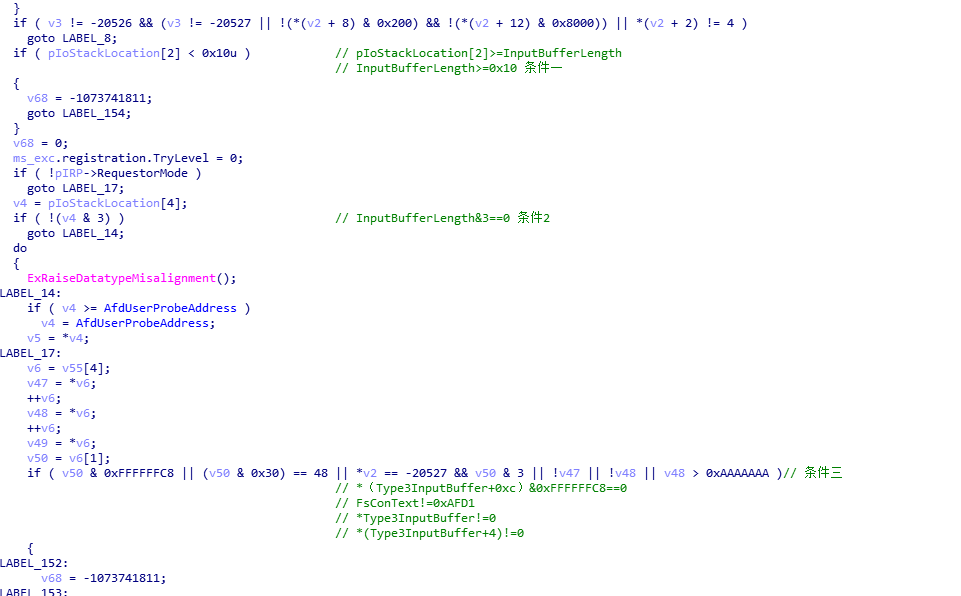 }
if ( v3 != -20526 && (v3 != -20527 || !(*(v2 + 8) & 0x200) && !(*(v2 + 12) & 0x8000)) || *(v2 + 2) != 4 )
goto LABEL_8;
if ( pIoStackLocation[2] < 0x10u ) // pIoStackLocation[2]>=InputBufferLength
// InputBufferLength>=0x10 条件一
{
v68 = -1073741811;
goto LABEL_154;
}
v68 = 0;
ms_exc.registration.TryLevel = 0;
if ( !pIRP->RequestorMode )
goto LABEL_17;
v4 = pIoStackLocation[4];
if ( !(v4 & 3) ) // InputBufferLength&3==0 条件2
goto LABEL_14;
do
{
ExRaiseDatatypeMisalignment();
LABEL_14:
if ( v4 >= AfdUserProbeAddress )
v4 = AfdUserProbeAddress;
v5 = *v4;
LABEL_17:
v6 = v55[4];
v47 = *v6;
++v6;
v48 = *v6;
++v6;
v49 = *v6;
v50 = v6[1];
if ( v50 & 0xFFFFFFC8 || (v50 & 0x30) == 48 || *v2 == -20527 && v50 & 3 || !v47 || !v48 || v48 > 0xAAAAAAA )// 条件三
// *（Type3InputBuffer+0xc）&0xFFFFFFC8==0
// FsConText!=0xAFD1
// *Type3InputBuffer!=0
// *(Type3InputBuffer+4)!=0
{
LABEL_152:
v68 = -1073741811;
LABEL_153: